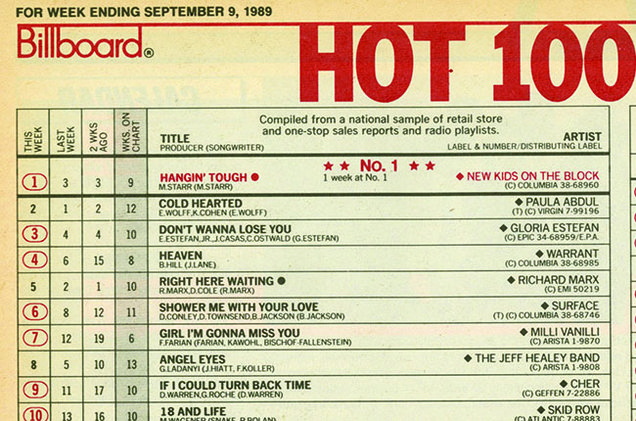 FOR WEEK ENDING SEPTEMBER 9, 1989
Billboard® HOT 100
THIS WEEK
LAST WEEK
2 WKS AGO
WKS. ON CHART
Compiled from a national sample of retail store
and one-stop sales reports and radio playlists.
TITLE ARTIST
PRODUCER (SONGWRITER) LABEL & NUMBER/DISTRIBUTING LABEL
★ ★ No. 1 ★ ★
1 3 3 9 HANGIN' TOUGH ● 1 week at No. 1 ◆ NEW KIDS ON THE BLOCK
M.STARR (M.STARR) (C) COLUMBIA 38-68960
2 1 2 12 COLD HEARTED ◆ PAULA ABDUL
E.WOLFF,K.COHEN (E.WOLFF) (T) (C) VIRGIN 7-99196
3 4 4 10 DON'T WANNA LOSE YOU ◆ GLORIA ESTEFAN
E.ESTEFAN,JR.,J.CASAS,C.OSTWALD (G.ESTEFAN) (C) EPIC 34-68959/E.P.A.
4 6 15 8 HEAVEN ◆ WARRANT
B.HILL (J.LANE) (C) COLUMBIA 38-68985
5 2 1 10 RIGHT HERE WAITING ● ◆ RICHARD MARX
R.MARX,D.COLE (R.MARX) (C) EMI 50219
6 8 12 11 SHOWER ME WITH YOUR LOVE ◆ SURFACE
D.CONLEY,D.TOWNSEND,B.JACKSON (B.JACKSON) (T) (C) COLUMBIA 38-68746
7 12 19 6 GIRL I'M GONNA MISS YOU ◆ MILLI VANILLI
F.FARIAN (FARIAN, KAWOHL, BISCHOF-FALLENSTEIN) (C) ARISTA 1-9870
8 5 10 13 ANGEL EYES ◆ THE JEFF HEALEY BAND
G.LADANYI (J.HIATT, F.KOLLER) (C) ARISTA 1-9808
9 11 17 10 IF I COULD TURN BACK TIME ◆ CHER
D.WARREN,G.ROCHE (D.WARREN) (C) GEFFEN 7-22886
10 13 16 10 18 AND LIFE ◆ SKID ROW
M.WAGENER (SNAKE, R.BOLAN) (C) ATLANTIC 7-88883